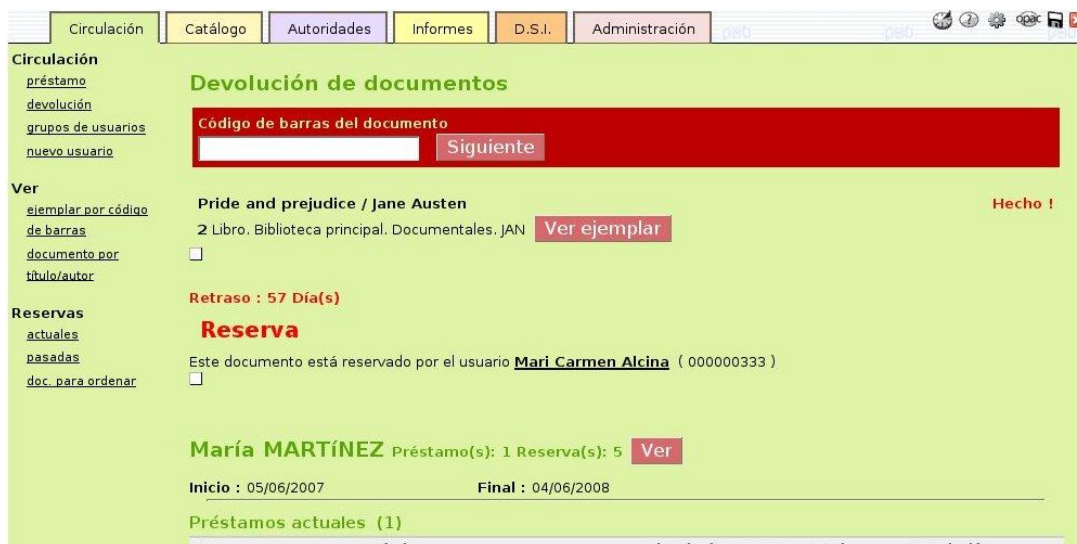 Circulación Catálogo Autoridades Informes D.S.I. Administración opac
Circulación
préstamo
devolución
grupos de usuarios
nuevo usuario
Ver
ejemplar por código
de barras
documento por
título/autor
Reservas
actuales
pasadas
doc. para ordenar
Devolución de documentos
Código de barras del documento
Siguiente
Pride and prejudice / Jane Austen Hecho !
2 Libro. Biblioteca principal. Documentales. JAN Ver ejemplar
Retraso : 57 Día(s)
Reserva
Este documento está reservado por el usuario Mari Carmen Alcina ( 000000333 )
María MARTíNEZ Préstamo(s): 1 Reserva(s): 5 Ver
Inicio : 05/06/2007 Final : 04/06/2008
Préstamos actuales (1)